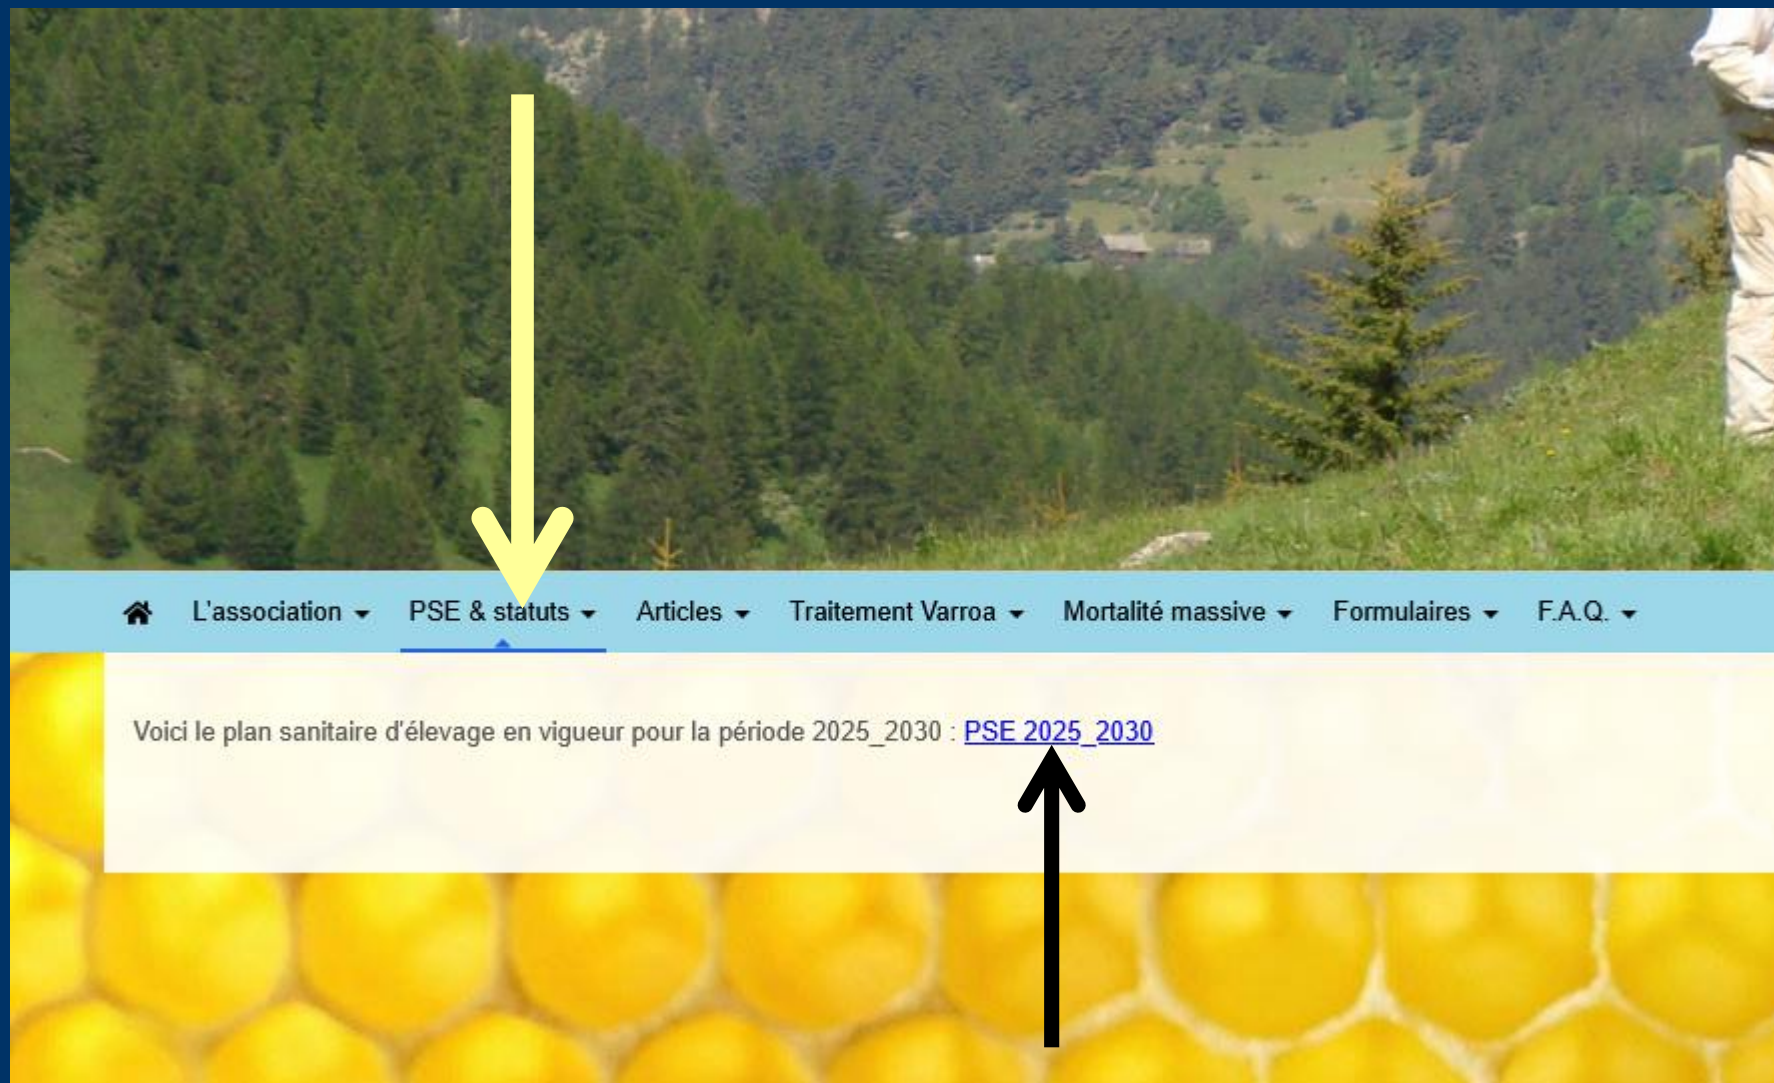 L'association PSE & statuts Articles Traitement Varroa Mortalité massive Formulaires F.A.Q.
Voici le plan sanitaire d'élevage en vigueur pour la période 2025_2030 : PSE 2025_2030